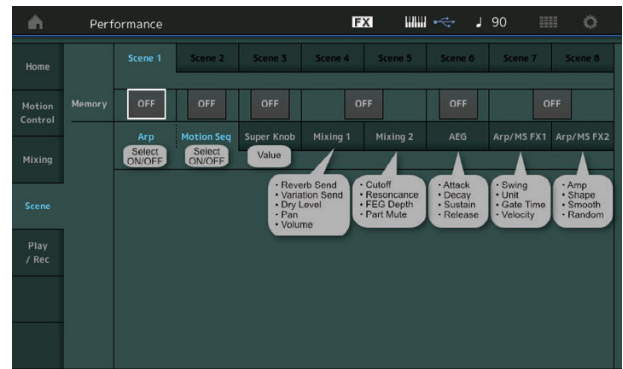 Performance
FX
90
Home
Scene 1
Scene 2
Scene 3
Scene 4
Scene 5
Scene 6
Scene 7
Scene 8
Motion
Control
Memory
OFF
OFF
OFF
OFF
OFF
OFF
Arp
Motion Seq
Super Knob
Mixing 1
Mixing 2
AEG
Arp/MS FX1
Arp/MS FX2
Mixing
Select
ON/OFF
Select
ON/OFF
Value
• Reverb Send
• Variation Send
• Dry Level
• Pan
• Volume
• Cutoff
• Resoncance
• FEG Depth
• Part Mute
• Attack
• Decay
• Sustain
• Release
• Swing
• Unit
• Gate Time
• Velocity
• Amp
• Shape
• Smooth
• Random
Scene
Play
/ Rec